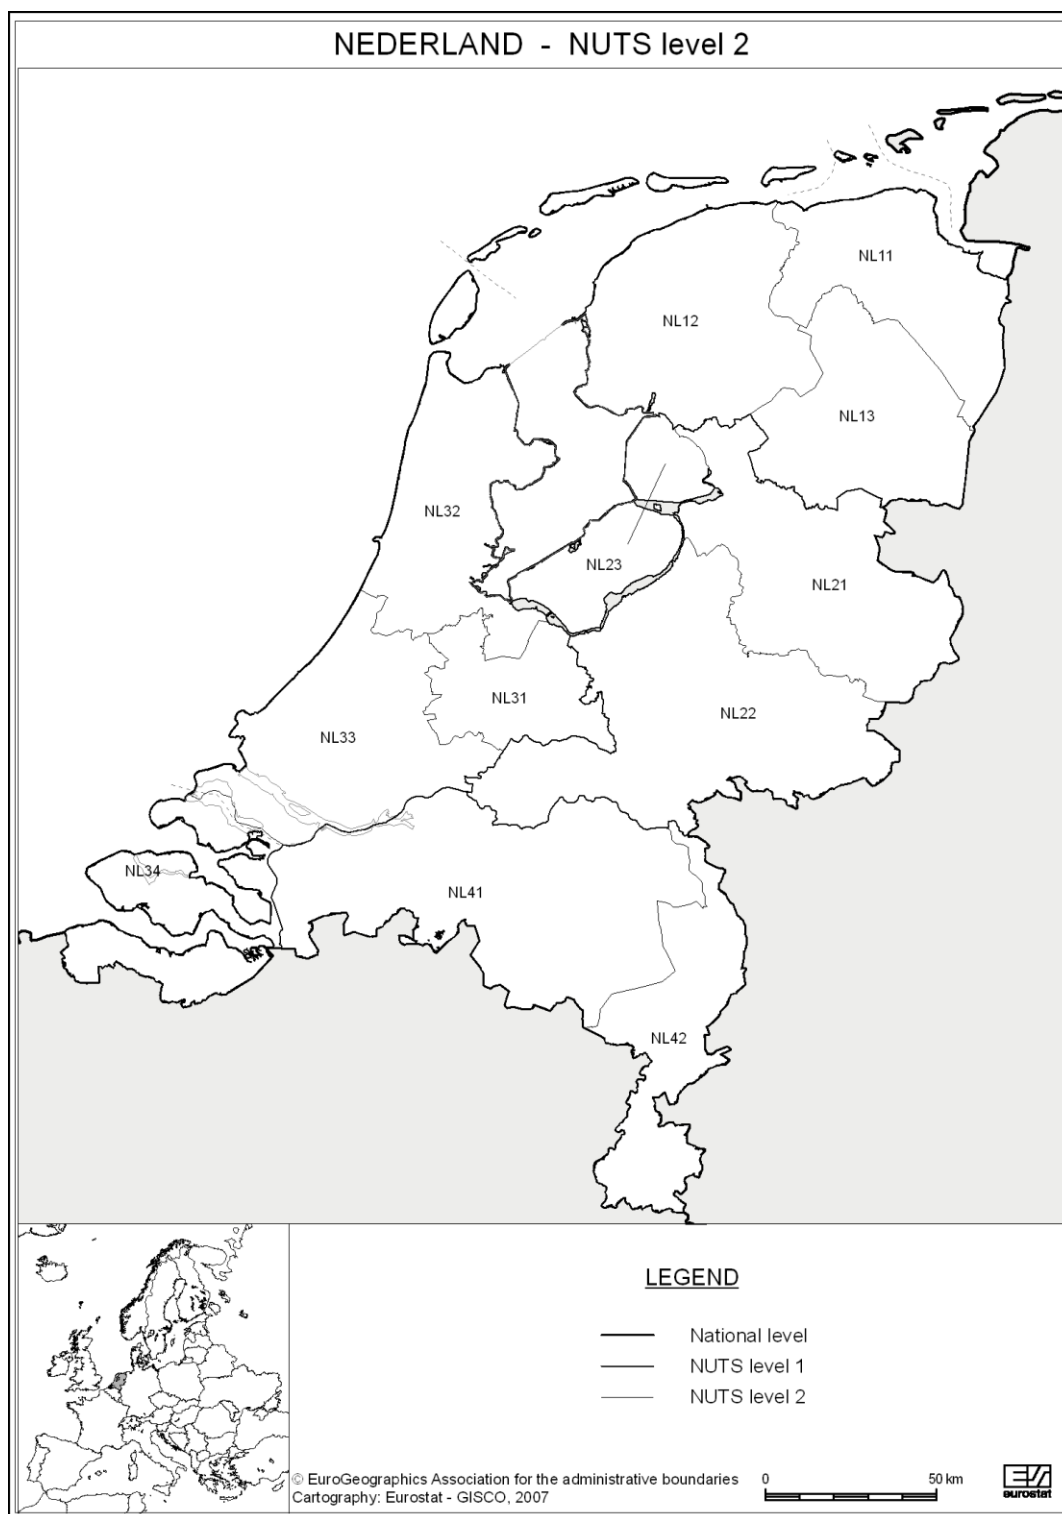 NEDERLAND - NUTS level 2
NL11
NL12
NL13
NL32
NL23
NL21
NL31
NL22
NL33
NL34
NL41
NL42
LEGEND
National level
NUTS level 1
NUTS level 2
© EuroGeographics Association for the administrative boundaries
Cartography: Eurostat - GISCO, 2007
0 50 km
eurostat